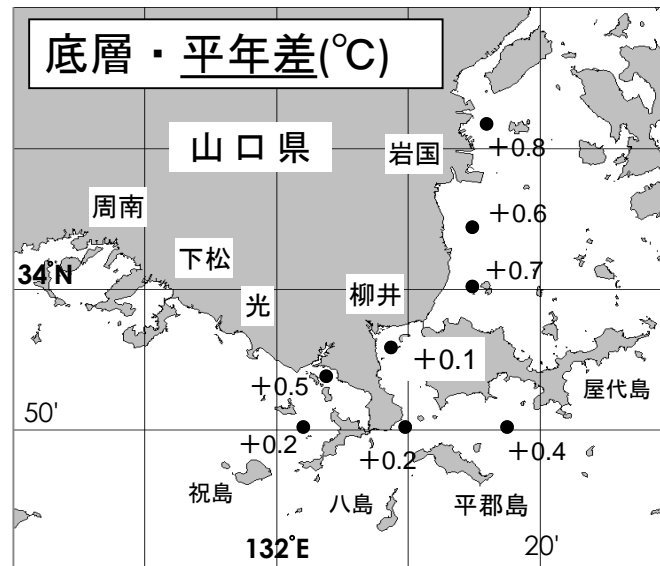 底層・平年差(℃)
山口県
岩国
+0.8
周南
+0.6
下松
34°N
+0.7
柳井
光
+0.1
+0.5
屋代島
50'
+0.2
+0.2
+0.4
祝島
八島
平郡島
132°E
20'